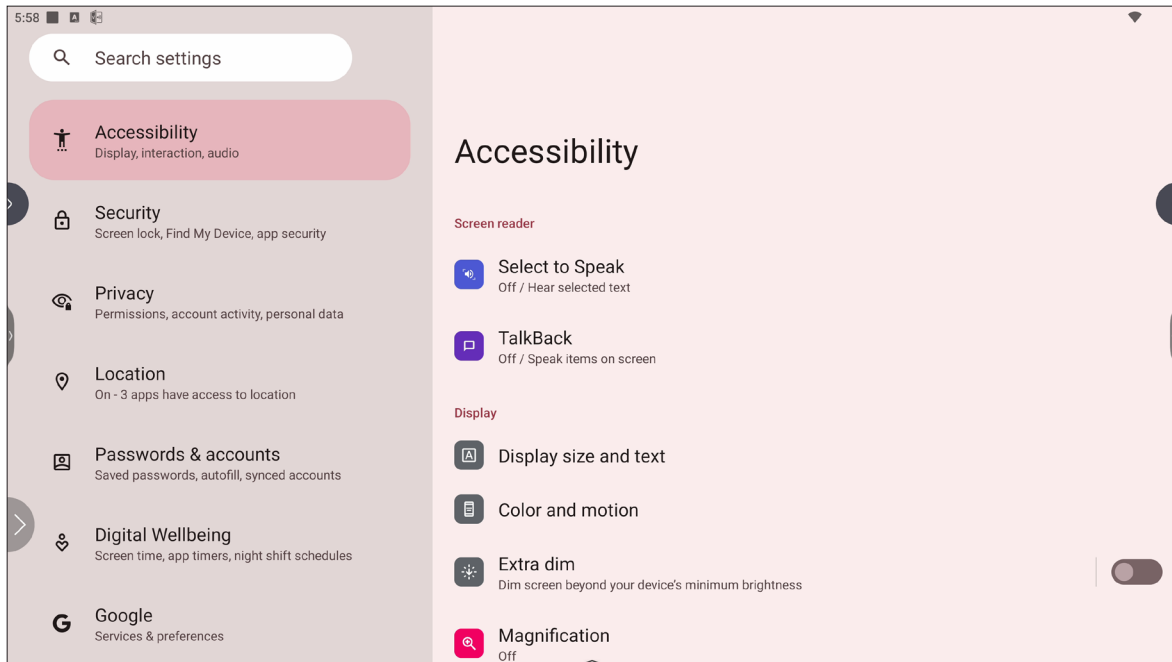 5:58
Search settings
Accessibility
Display, interaction, audio
Security
Screen lock, Find My Device, app security
Privacy
Permissions, account activity, personal data
Location
On - 3 apps have access to location
Passwords & accounts
Saved passwords, autofill, synced accounts
Digital Wellbeing
Screen time, app timers, night shift schedules
Google
Services & preferences
Accessibility
Screen reader
Select to Speak
Off / Hear selected text
TalkBack
Off / Speak items on screen
Display
Display size and text
Color and motion
Extra dim
Dim screen beyond your device's minimum brightness
Magnification
Off